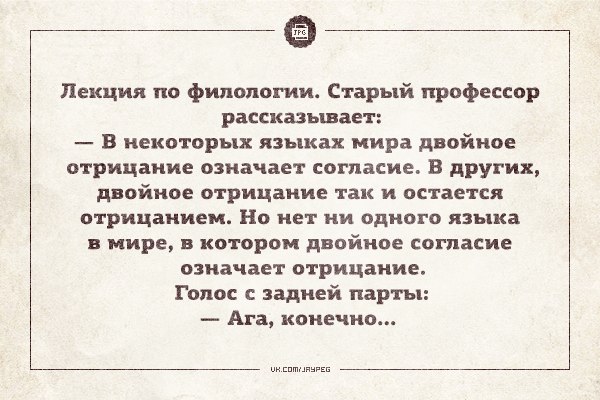 JPG
Лекция по филологии. Старый профессор
рассказывает:
— В некоторых языках мира двойное
отрицание означает согласие. В других,
двойное отрицание так и остается
отрицанием. Но нет ни одного языка
в мире, в котором двойное согласие
означает отрицание.
Голос с задней парты:
— Ага, конечно...
VK.COM/JAYPEG